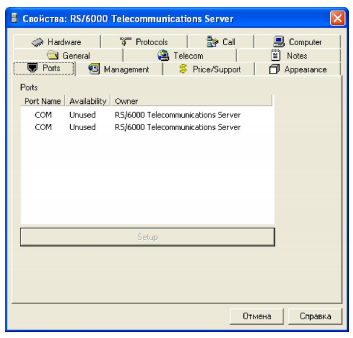 Свойства: RS/6000 Telecommunications Server
Hardware Protocols Call Computer
General Telecom Notes
Ports Management Price/Support Appearance
Ports
Port Name Availability Owner
COM Unused RS/6000 Telecommunications Server
COM Unused RS/6000 Telecommunications Server
Setup
Отмена Справка